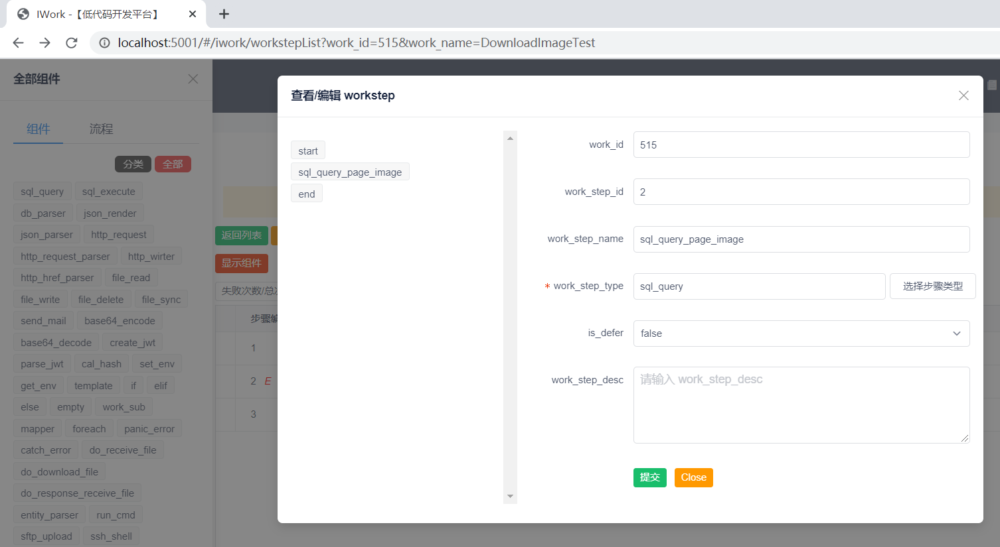 IWork -【低代码开发平台】
localhost:5001/#/iwork/workstepList?work_id=515&work_name=DownloadImageTest
全部组件
组件 流程
分类 全部
sql_query sql_execute
db_parser json_render
json_parser http_request
http_request_parser http_wirter
http_href_parser file_read
file_write file_delete file_sync
send_mail base64_encode
base64_decode create_jwt
parse_jwt cal_hash set_env
get_env template if elif
else empty work_sub
mapper foreach panic_error
catch_error do_receive_file
do_download_file
do_response_receive_file
entity_parser run_cmd
sftp_upload ssh_shell
返回列表
显示组件
失败次数/总
步骤编
1
2 E
3
查看/编辑 workstep
start
sql_query_page_image
end
work_id 515
work_step_id 2
work_step_name sql_query_page_image
* work_step_type sql_query 选择步骤类型
is_defer false
work_step_desc 请输入 work_step_desc
提交 Close